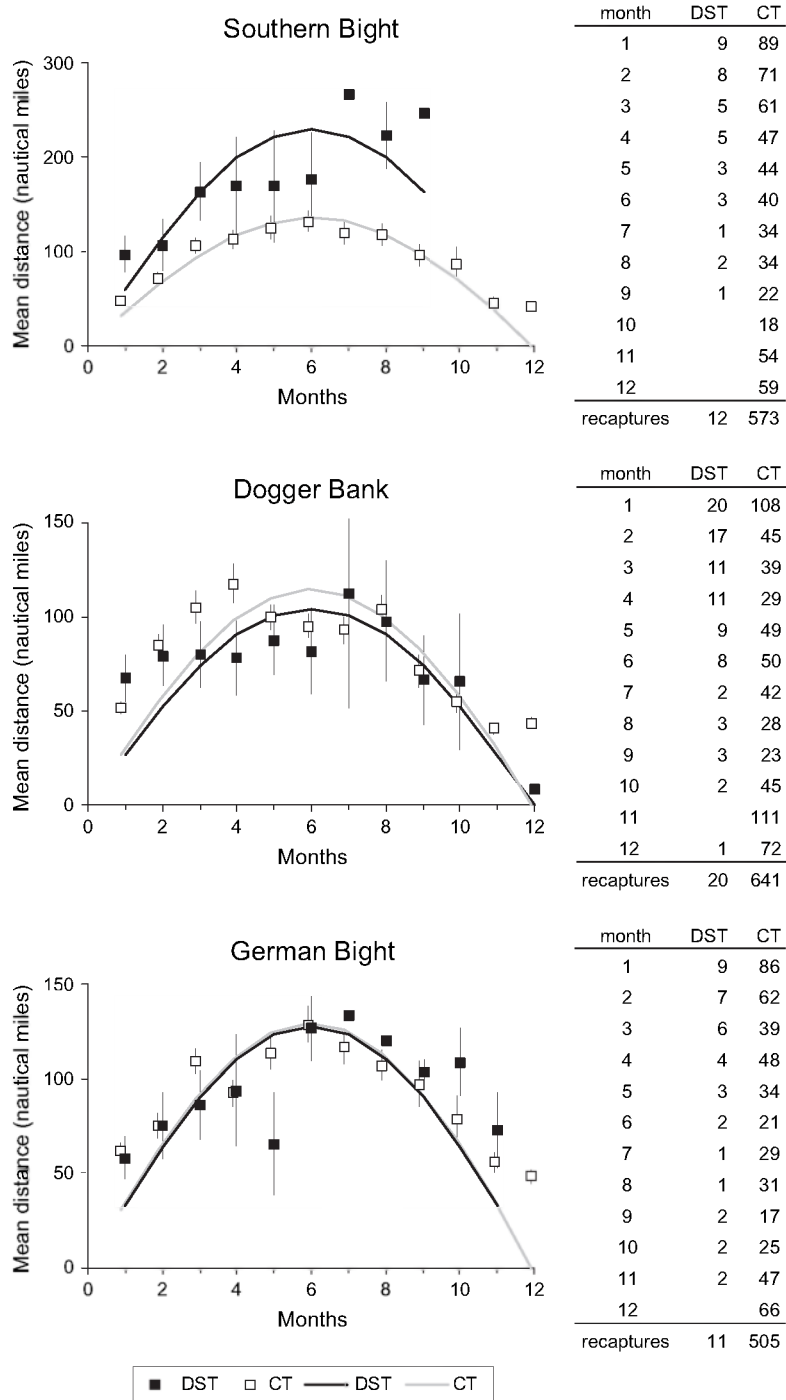 Southern Bight
300
200
100
0
Mean distance (nautical miles)
0 2 4 6 8 10 12
Months
month DST CT
1 9 89
2 8 71
3 5 61
4 5 47
5 3 44
6 3 40
7 1 34
8 2 34
9 1 22
10 18
11 54
12 59
recaptures 12 573
Dogger Bank
150
100
50
0
Mean distance (nautical miles)
0 2 4 6 8 10 12
Months
month DST CT
1 20 108
2 17 45
3 11 39
4 11 29
5 9 49
6 8 50
7 2 42
8 3 28
9 3 23
10 2 45
11 111
12 1 72
recaptures 20 641
German Bight
150
100
50
0
Mean distance (nautical miles)
0 2 4 6 8 10 12
Months
month DST CT
1 9 86
2 7 62
3 6 39
4 4 48
5 3 34
6 2 21
7 1 29
8 1 31
9 2 17
10 2 25
11 2 47
12 66
recaptures 11 505
DST CT DST CT